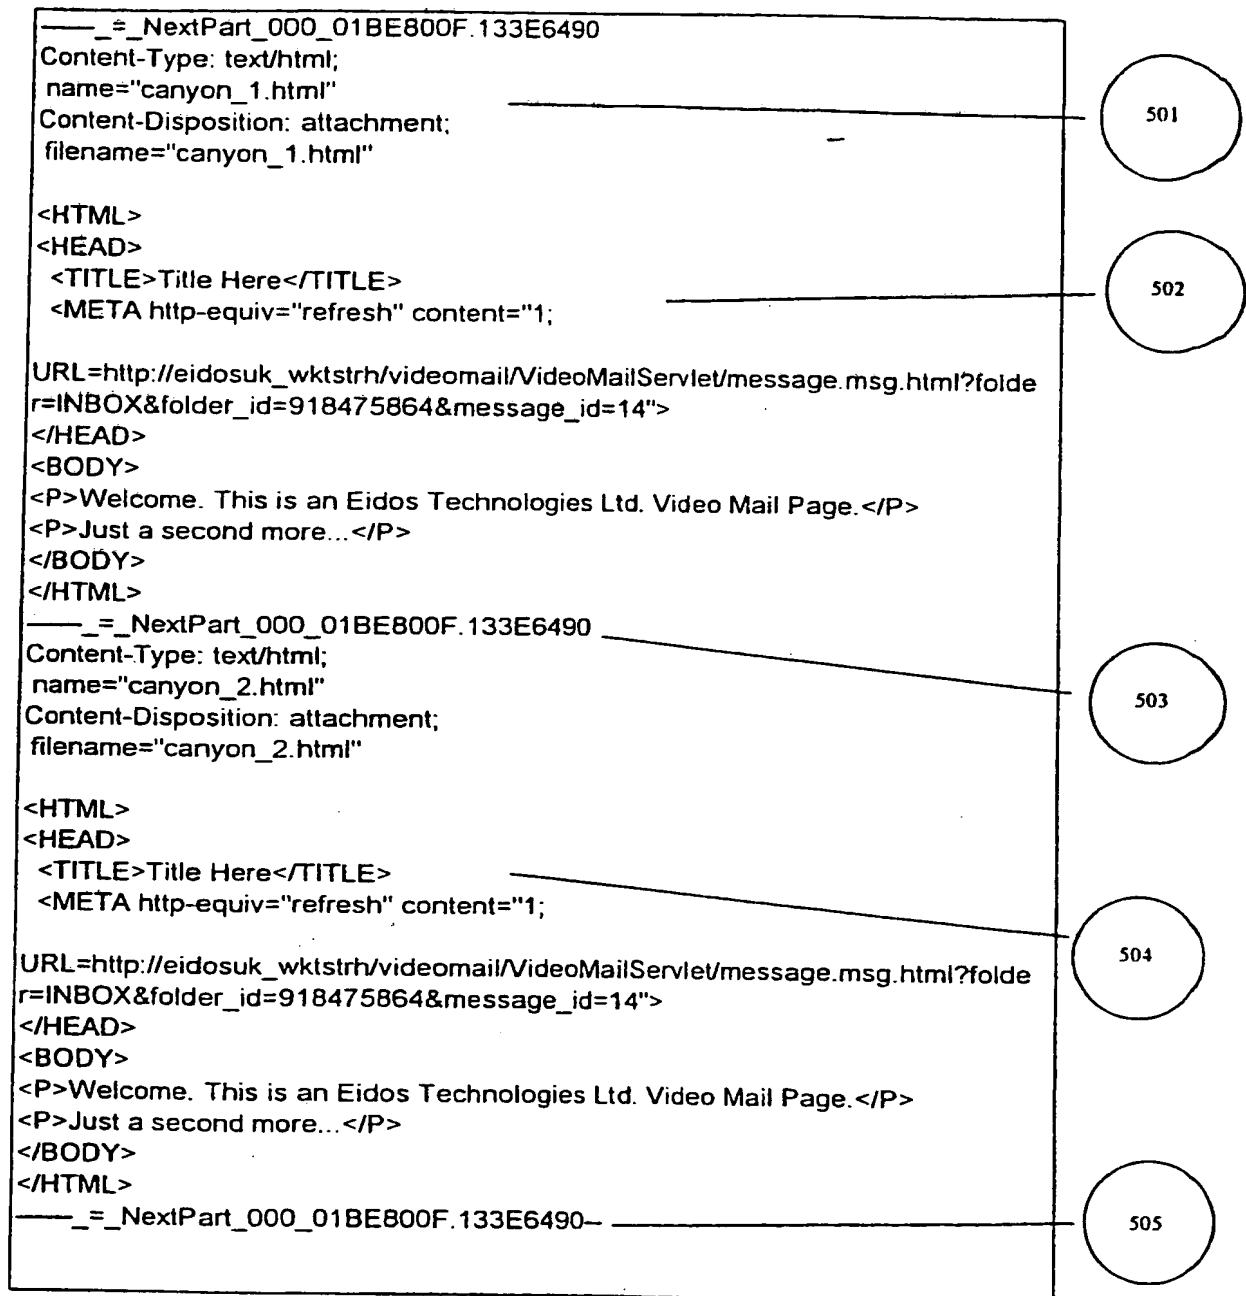 ——_=_NextPart_000_01BE800F.133E6490
Content-Type: text/html;
name="canyon_1.html"
501
Content-Disposition: attachment;
filename="canyon_1.html"
<HTML>
<HEAD>
<TITLE>Title Here</TITLE>
502
<META http-equiv="refresh" content="1;
URL=http://eidosuk_wktstrh/videomail/VideoMailServlet/message.msg.html?folde
r=INBOX&folder_id=918475864&message_id=14">
</HEAD>
<BODY>
<P>Welcome. This is an Eidos Technologies Ltd. Video Mail Page.</P>
<P>Just a second more...</P>
</BODY>
</HTML>
——_=_NextPart_000_01BE800F.133E6490
Content-Type: text/html;
name="canyon_2.html"
503
Content-Disposition: attachment;
filename="canyon_2.html"
<HTML>
<HEAD>
<TITLE>Title Here</TITLE>
<META http-equiv="refresh" content="1;
504
URL=http://eidosuk_wktstrh/videomail/VideoMailServlet/message.msg.html?folde
r=INBOX&folder_id=918475864&message_id=14">
</HEAD>
<BODY>
<P>Welcome. This is an Eidos Technologies Ltd. Video Mail Page.</P>
<P>Just a second more...</P>
</BODY>
</HTML>
——_=_NextPart_000_01BE800F.133E6490–
505